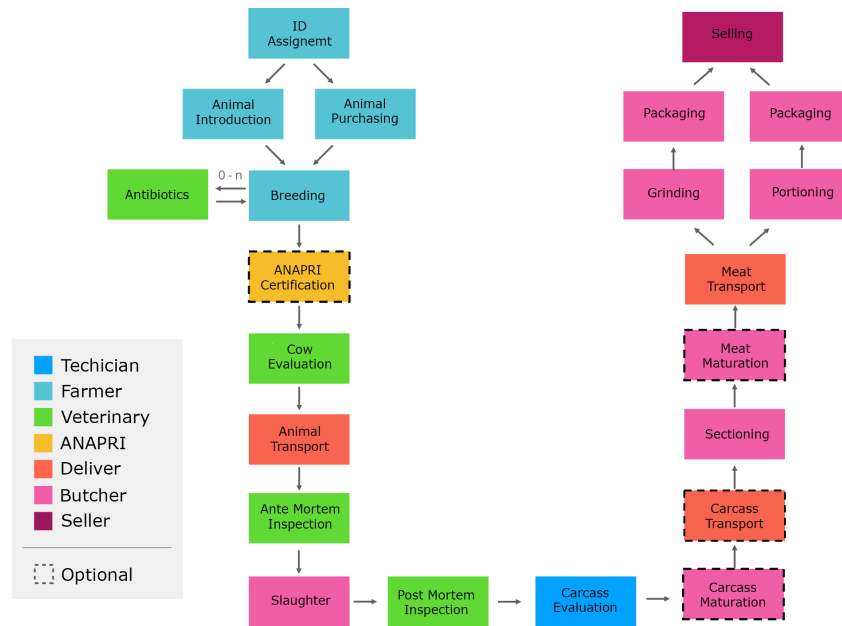 ID
Assignemt
Animal
Introduction
Animal
Purchasing
0 - n
Antibiotics
Breeding
ANAPRI
Certification
Cow
Evaluation
Animal
Transport
Ante Mortem
Inspection
Slaughter
Post Mortem
Inspection
Carcass
Evaluation
Carcass
Maturation
Carcass
Transport
Sectioning
Meat
Maturation
Meat
Transport
Grinding
Portioning
Packaging
Packaging
Selling
Techician
Farmer
Veterinary
ANAPRI
Deliver
Butcher
Seller
Optional